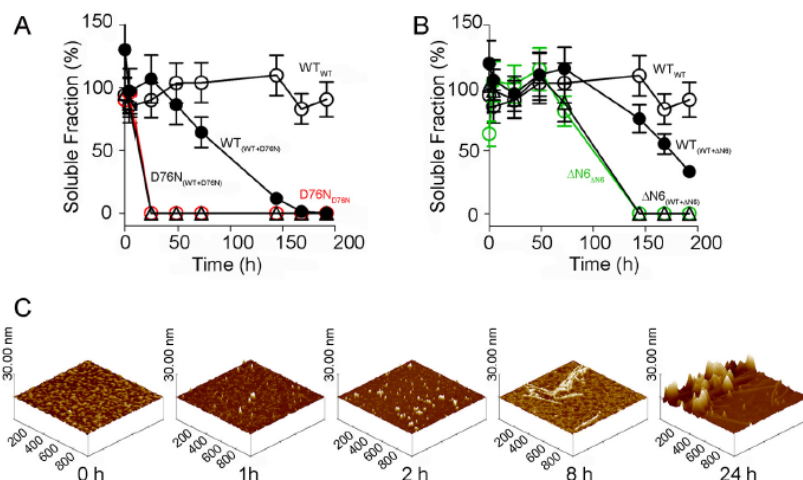 A
150
100
50
0
Soluble Fraction (%)
WT_WT
WT_(WT+D76N)
D76N_(WT+D76N)
D76N_D76N
0 50 100 150 200
Time (h)
B
150
100
50
0
Soluble Fraction (%)
WT_WT
WT_(WT+ΔN6)
ΔN6_ΔN6
ΔN6_(WT+ΔN6)
0 50 100 150 200
Time (h)
C
30.00 nm
200
400
600
800
0 h
30.00 nm
200
400
600
800
1h
30.00 nm
200
400
600
800
2 h
30.00 nm
200
400
600
800
8 h
30.00 nm
200
400
600
800
24 h